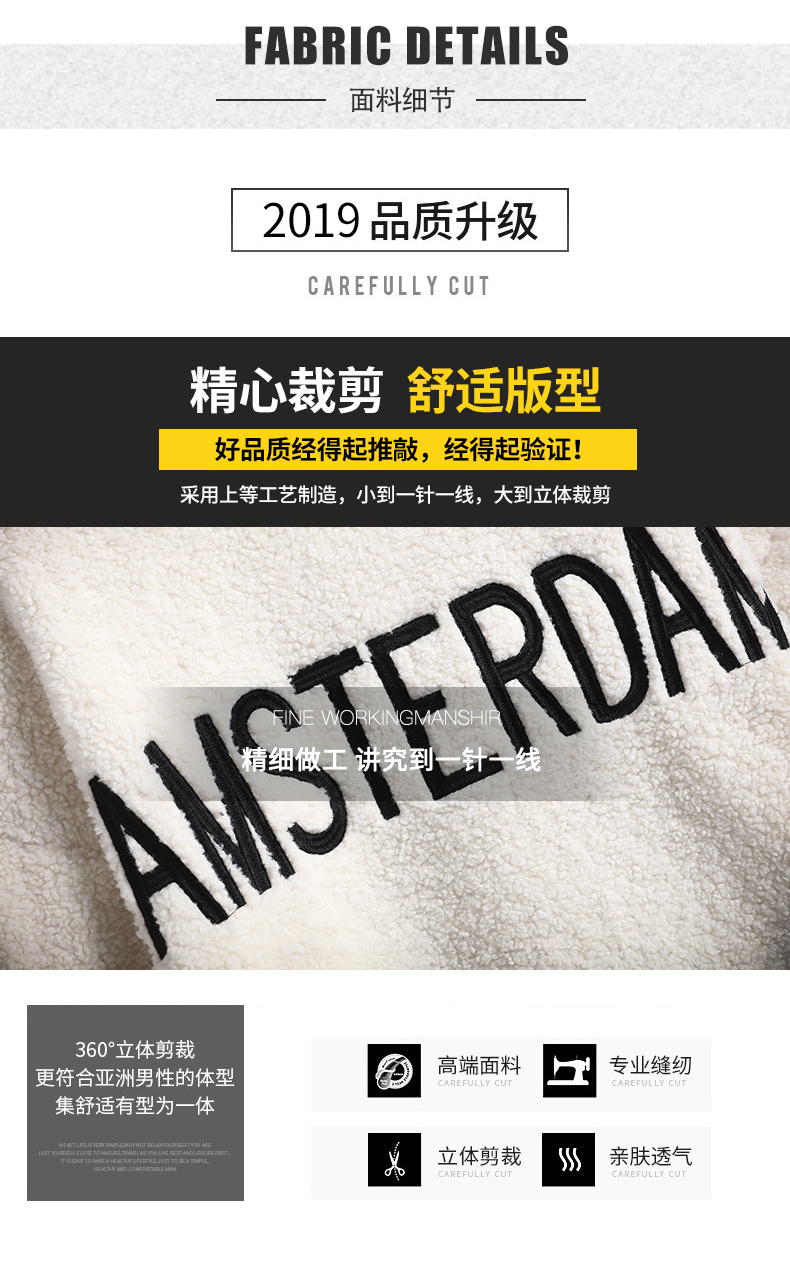 FABRIC DETAILS
面料细节
2019 品质升级
CAREFULLY CUT
精心裁剪 舒适版型
好品质经得起推敲，经得起验证！
采用上等工艺制造，小到一针一线，大到立体裁剪
AMSTERDAM
FINE WORKINGMANSHIR
精细做工 讲究到一针一线
360°立体剪裁
更符合亚洲男性的体型
集舒适有型为一体
高端面料
CAREFULLY CUT
专业缝纫
CAREFULLY CUT
立体剪裁
CAREFULLY CUT
亲肤透气
CAREFULLY CUT